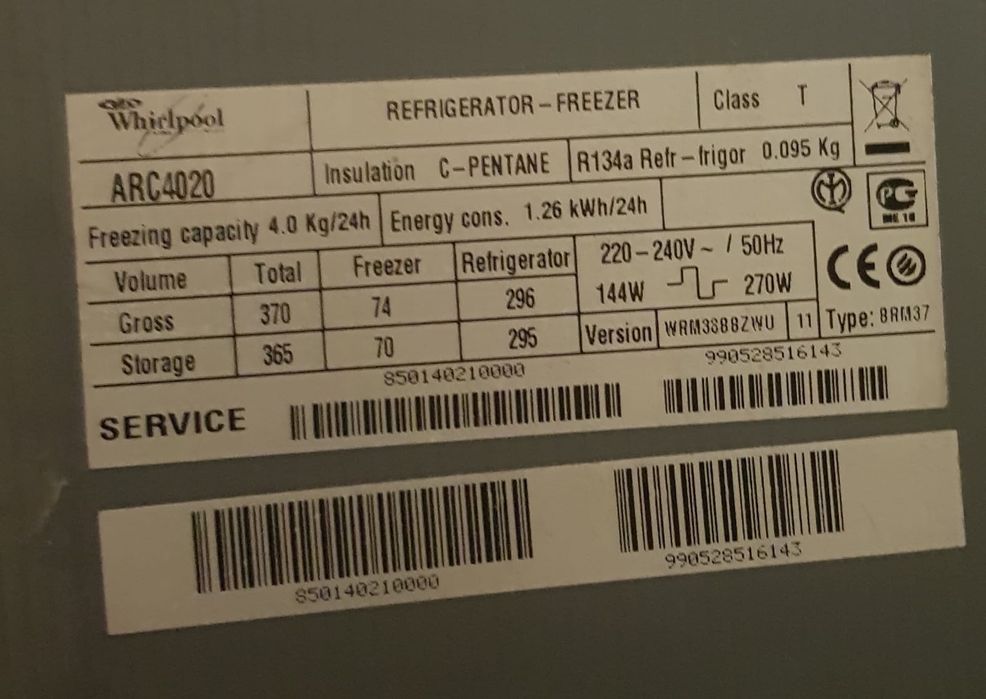 Whirlpool REFRIGERATOR-FREEZER Class T
ARC4020 Insulation C-PENTANE R134a Refr-frigor 0.095 Kg
Freezing capacity 4.0 Kg/24h Energy cons. 1.26 kWh/24h
Volume Total Freezer Refrigerator 220-240V~ / 50Hz
Gross 370 74 296 144W 270W
Storage 365 70 295 Version 11 Type: BRM37
850140210000 990528516143
SERVICE
850140210000 990528516143